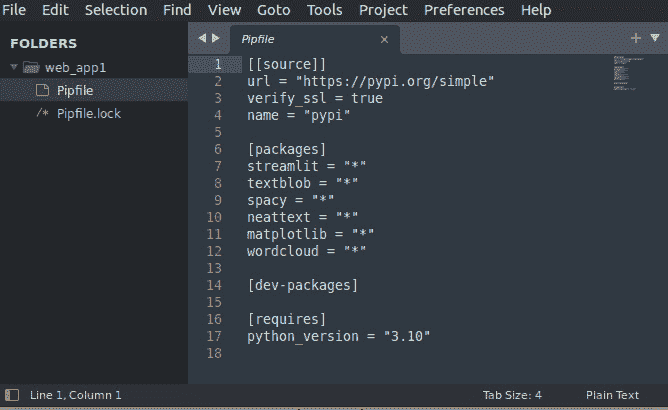 File Edit Selection Find View Goto Tools Project Preferences Help
FOLDERS
web_app1
Pipfile
/* Pipfile.lock
Pipfile ×
1 [[source]]
2 url = "https://pypi.org/simple"
3 verify_ssl = true
4 name = "pypi"
5
6 [packages]
7 streamlit = "*"
8 textblob = "*"
9 spacy = "*"
10 neattext = "*"
11 matplotlib = "*"
12 wordcloud = "*"
13
14 [dev-packages]
15
16 [requires]
17 python_version = "3.10"
18
Line 1, Column 1 Tab Size: 4 Plain Text